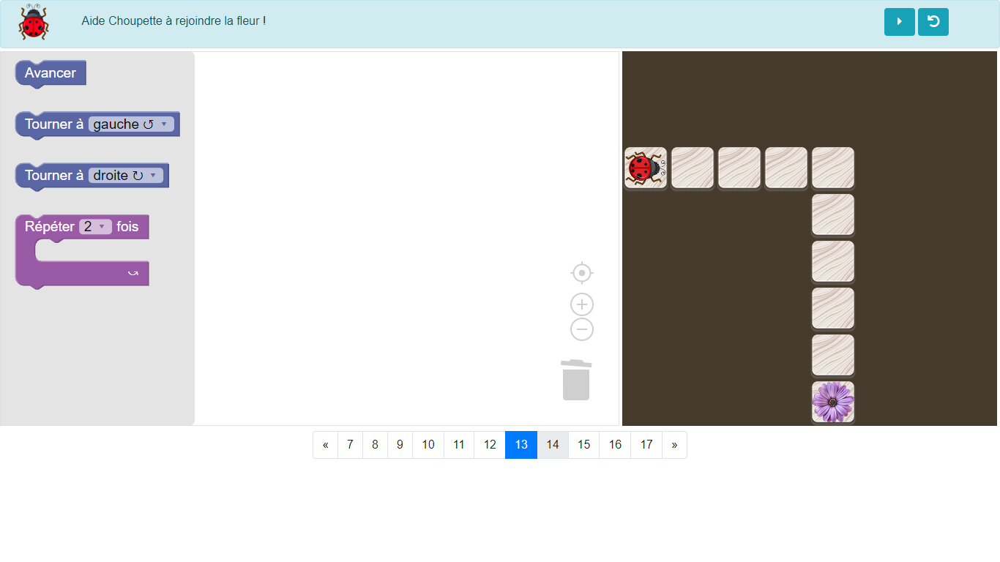 Aide Choupette à rejoindre la fleur !
Avancer
Tourner à gauche ↺ ▾
Tourner à droite ↻ ▾
Répéter 2 ▾ fois
« 7 8 9 10 11 12 13 14 15 16 17 »